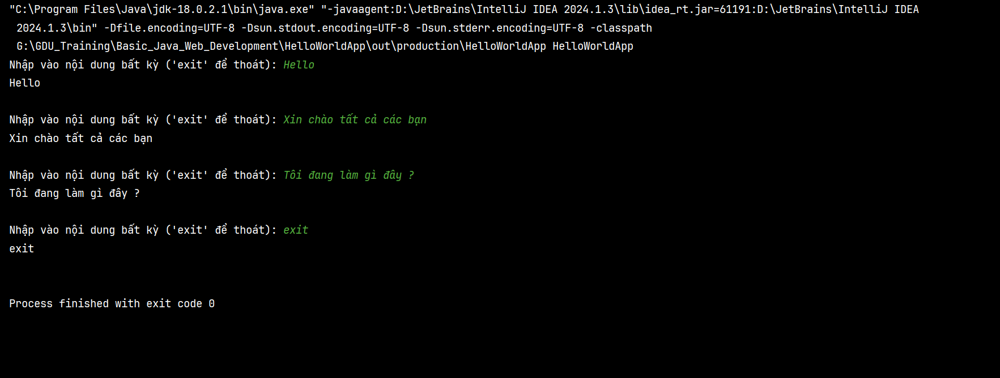 "C:\Program Files\Java\jdk-18.0.2.1\bin\java.exe" "-javaagent:D:\JetBrains\IntelliJ IDEA 2024.1.3\lib\idea_rt.jar=61191:D:\JetBrains\IntelliJ IDEA
2024.1.3\bin" -Dfile.encoding=UTF-8 -Dsun.stdout.encoding=UTF-8 -Dsun.stderr.encoding=UTF-8 -classpath
G:\GDU_Training\Basic_Java_Web_Development\HelloWorldApp\out\production\HelloWorldApp HelloWorldApp
Nhập vào nội dung bất kỳ ('exit' để thoát): Hello
Hello
Nhập vào nội dung bất kỳ ('exit' để thoát): Xin chào tất cả các bạn
Xin chào tất cả các bạn
Nhập vào nội dung bất kỳ ('exit' để thoát): Tôi đang làm gì đây ?
Tôi đang làm gì đây ?
Nhập vào nội dung bất kỳ ('exit' để thoát): exit
exit
Process finished with exit code 0